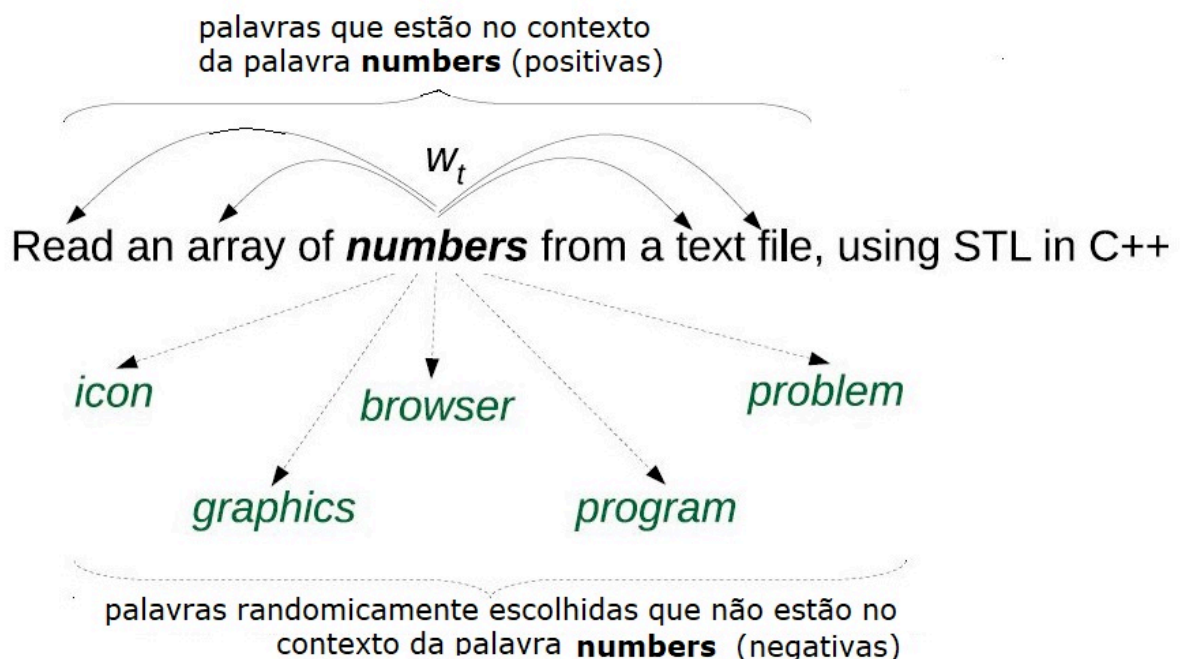 palavras que estão no contexto
da palavra numbers (positivas)
wt
Read an array of numbers from a text file, using STL in C++
icon
browser
problem
graphics
program
palavras randomicamente escolhidas que não estão no
contexto da palavra numbers (negativas)